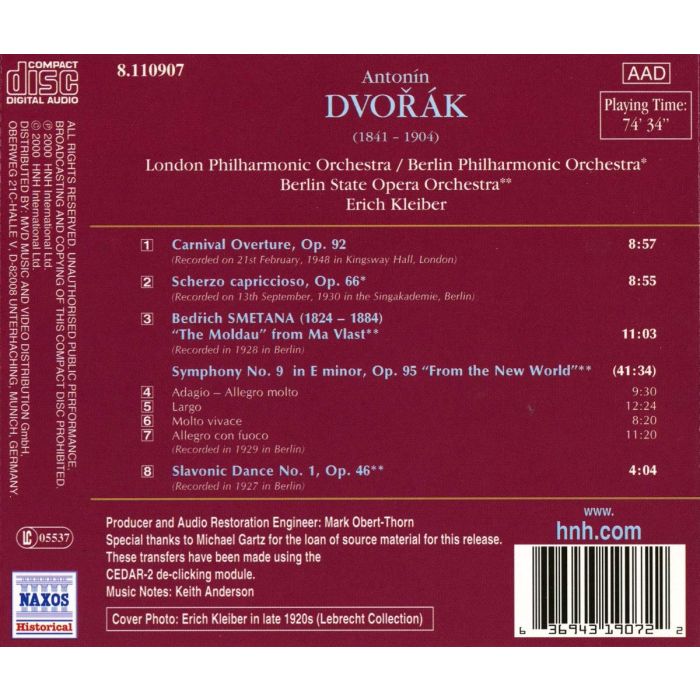 COMPACT
disc
DIGITAL AUDIO
8.110907
Antonín
DVOŘÁK
(1841 – 1904)
AAD
Playing Time:
74' 34"
London Philharmonic Orchestra / Berlin Philharmonic Orchestra*
Berlin State Opera Orchestra**
Erich Kleiber
1 Carnival Overture, Op. 92 8:57
(Recorded on 21st February, 1948 in Kingsway Hall, London)
2 Scherzo capriccioso, Op. 66* 8:55
(Recorded on 13th September, 1930 in the Singakademie, Berlin)
3 Bedřich SMETANA (1824 – 1884)
"The Moldau" from Ma Vlast** 11:03
(Recorded in 1928 in Berlin)
Symphony No. 9 in E minor, Op. 95 "From the New World"** (41:34)
4 Adagio – Allegro molto 9:30
5 Largo 12:24
6 Molto vivace 8:20
7 Allegro con fuoco 11:20
(Recorded in 1929 in Berlin)
8 Slavonic Dance No. 1, Op. 46** 4:04
(Recorded in 1927 in Berlin)
ALL RIGHTS RESERVED. UNAUTHORISED PUBLIC PERFORMANCE,
BROADCASTING AND COPYING OF THIS COMPACT DISC PROHIBITED.
℗ 2000 HNH International Ltd.
© 2000 HNH International Ltd.
DISTRIBUTED BY: MVD MUSIC AND VIDEO DISTRIBUTION GmbH,
OBERWEG 21C-HALLE V, D-82008 UNTERHACHING, MUNICH, GERMANY.
LC 05537
NAXOS
Historical
Producer and Audio Restoration Engineer: Mark Obert-Thorn
Special thanks to Michael Gartz for the loan of source material for this release.
These transfers have been made using the
CEDAR-2 de-clicking module.
Music Notes: Keith Anderson
Cover Photo: Erich Kleiber in late 1920s (Lebrecht Collection)
www.
hnh.com
6 36943 19072 2